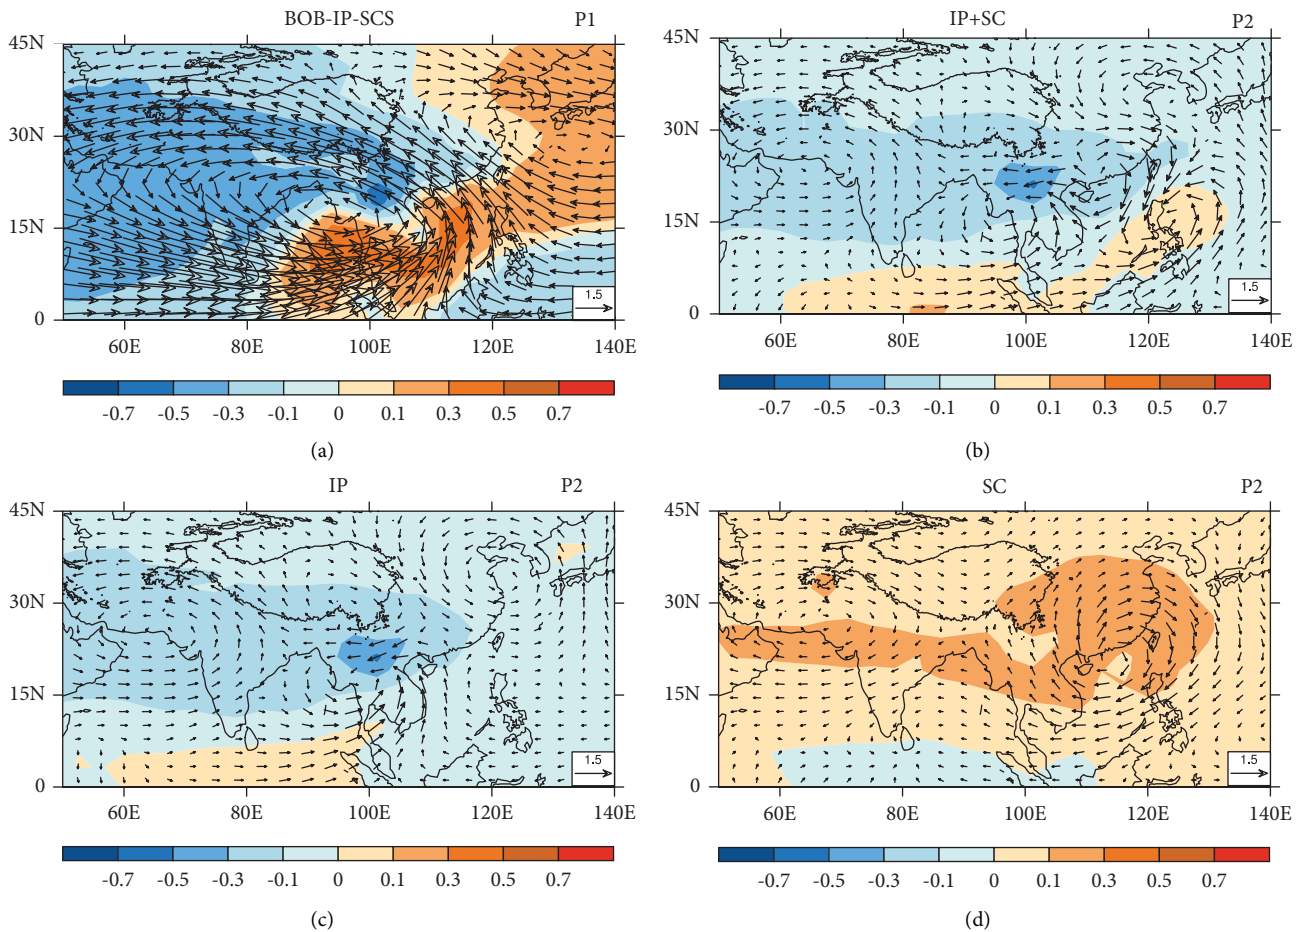 BOB-IP-SCS P1
45N
30N
15N
0
1.5
60E 80E 100E 120E 140E
-0.7 -0.5 -0.3 -0.1 0 0.1 0.3 0.5 0.7
(a)
IP+SC P2
45N
30N
15N
0
1.5
60E 80E 100E 120E 140E
-0.7 -0.5 -0.3 -0.1 0 0.1 0.3 0.5 0.7
(b)
IP P2
45N
30N
15N
0
1.5
60E 80E 100E 120E 140E
-0.7 -0.5 -0.3 -0.1 0 0.1 0.3 0.5 0.7
(c)
SC P2
45N
30N
15N
0
1.5
60E 80E 100E 120E 140E
-0.7 -0.5 -0.3 -0.1 0 0.1 0.3 0.5 0.7
(d)